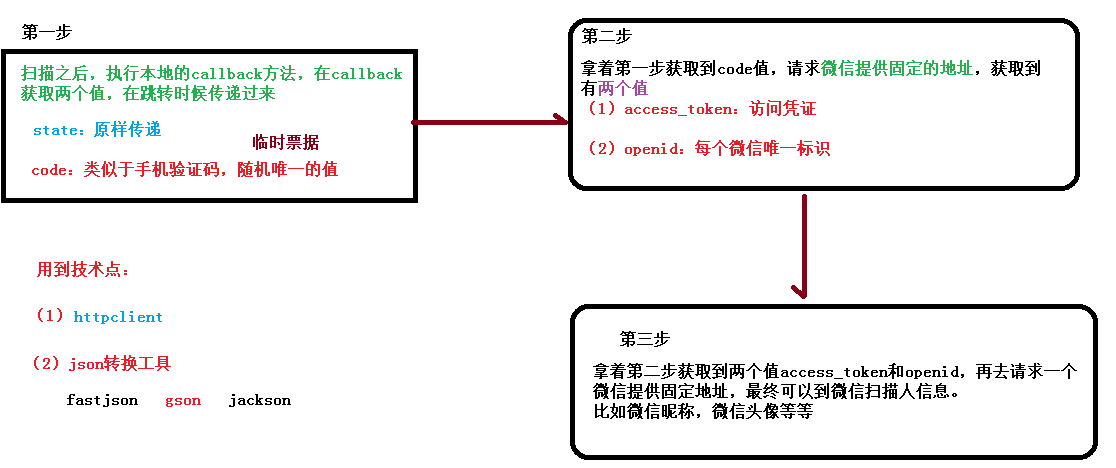 第一步
扫描之后，执行本地的callback方法，在callback
获取两个值，在跳转时候传递过来
state：原样传递
临时票据
code：类似于手机验证码，随机唯一的值
第二步
拿着第一步获取到code值，请求微信提供固定的地址，获取到
有两个值
（1）access_token：访问凭证
（2）openid：每个微信唯一标识
用到技术点：
（1）httpclient
（2）json转换工具
fastjson gson jackson
第三步
拿着第二步获取到两个值access_token和openid，再去请求一个
微信提供固定地址，最终可以到微信扫描人信息。
比如微信昵称，微信头像等等